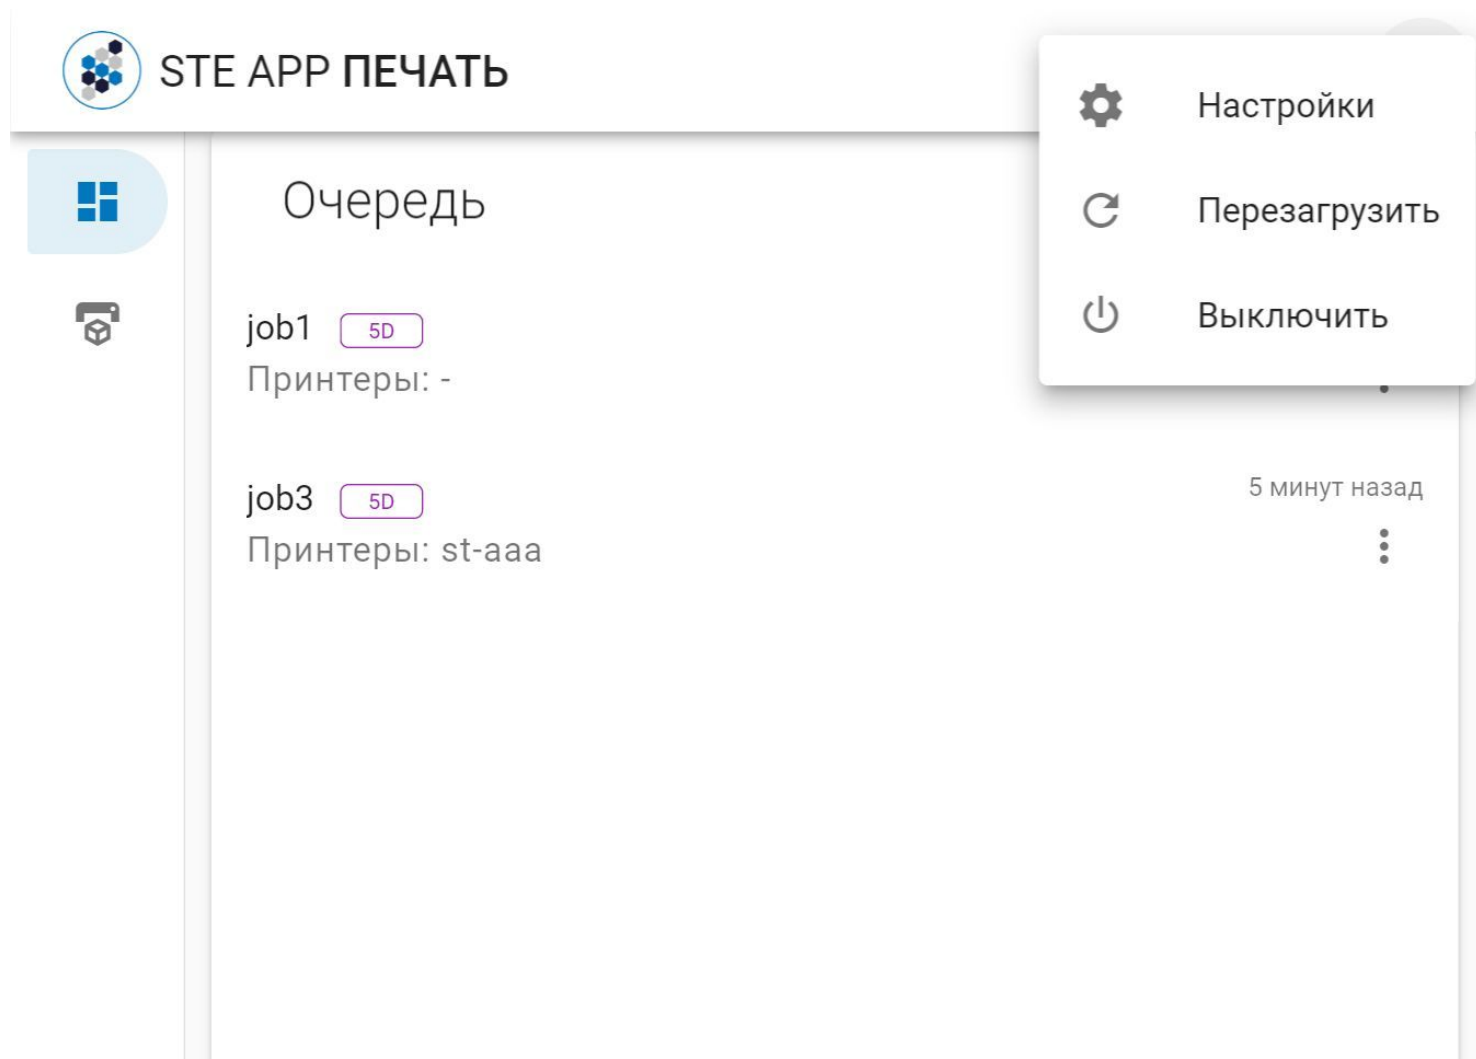 STE APP ПЕЧАТЬ
Настройки
Перезагрузить
Выключить
Очередь
job1 5D
Принтеры: -
job3 5D
5 минут назад
Принтеры: st-aaa